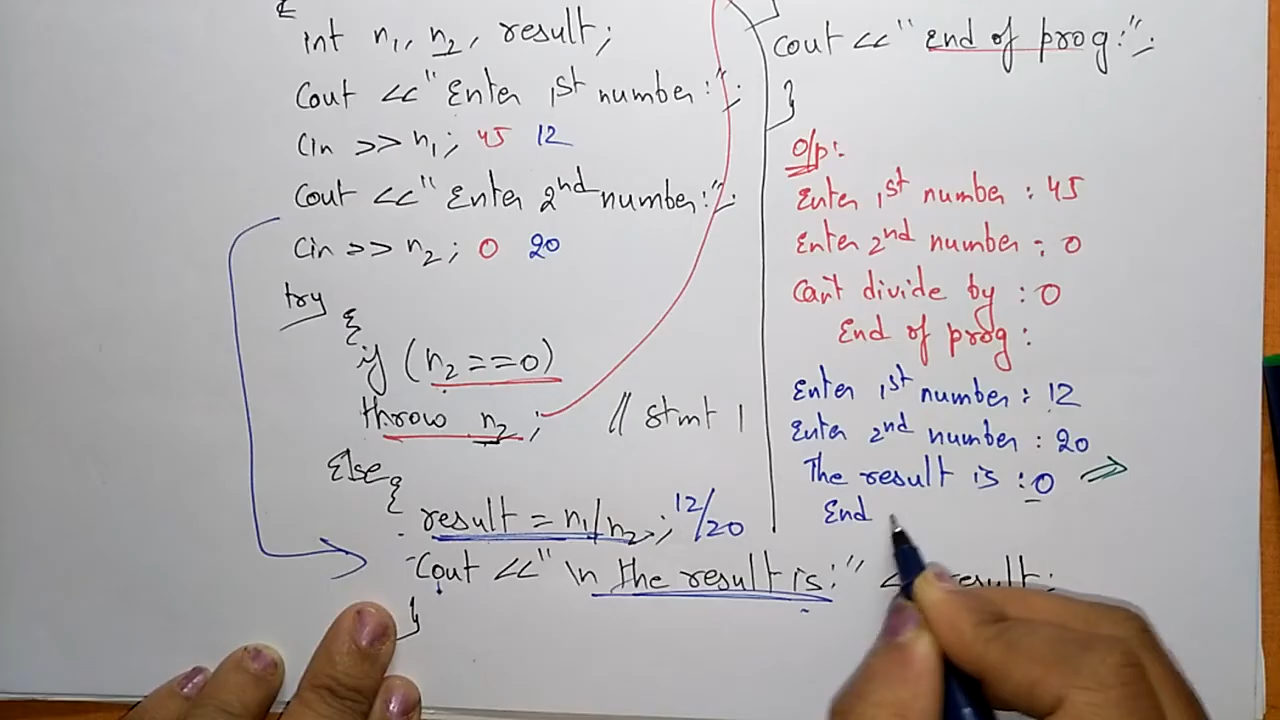 {
int n1, n2, result;
Cout << "Enter 1st number:";
Cin >> n1; 45 12
Cout << "Enter 2nd number:";
Cin >> n2; 0 20
try
{
if (n2 == 0)
throw n2; // Stmt 1
Else
{
result = n1/n2; 12/20
Cout << "\n the result is:" << result;
}
}
Cout << "End of prog:";
}
O/p:
Enter 1st number : 45
Enter 2nd number : 0
Can't divide by : 0
End of prog :
Enter 1st number : 12
Enter 2nd number : 20
The result is : 0
End